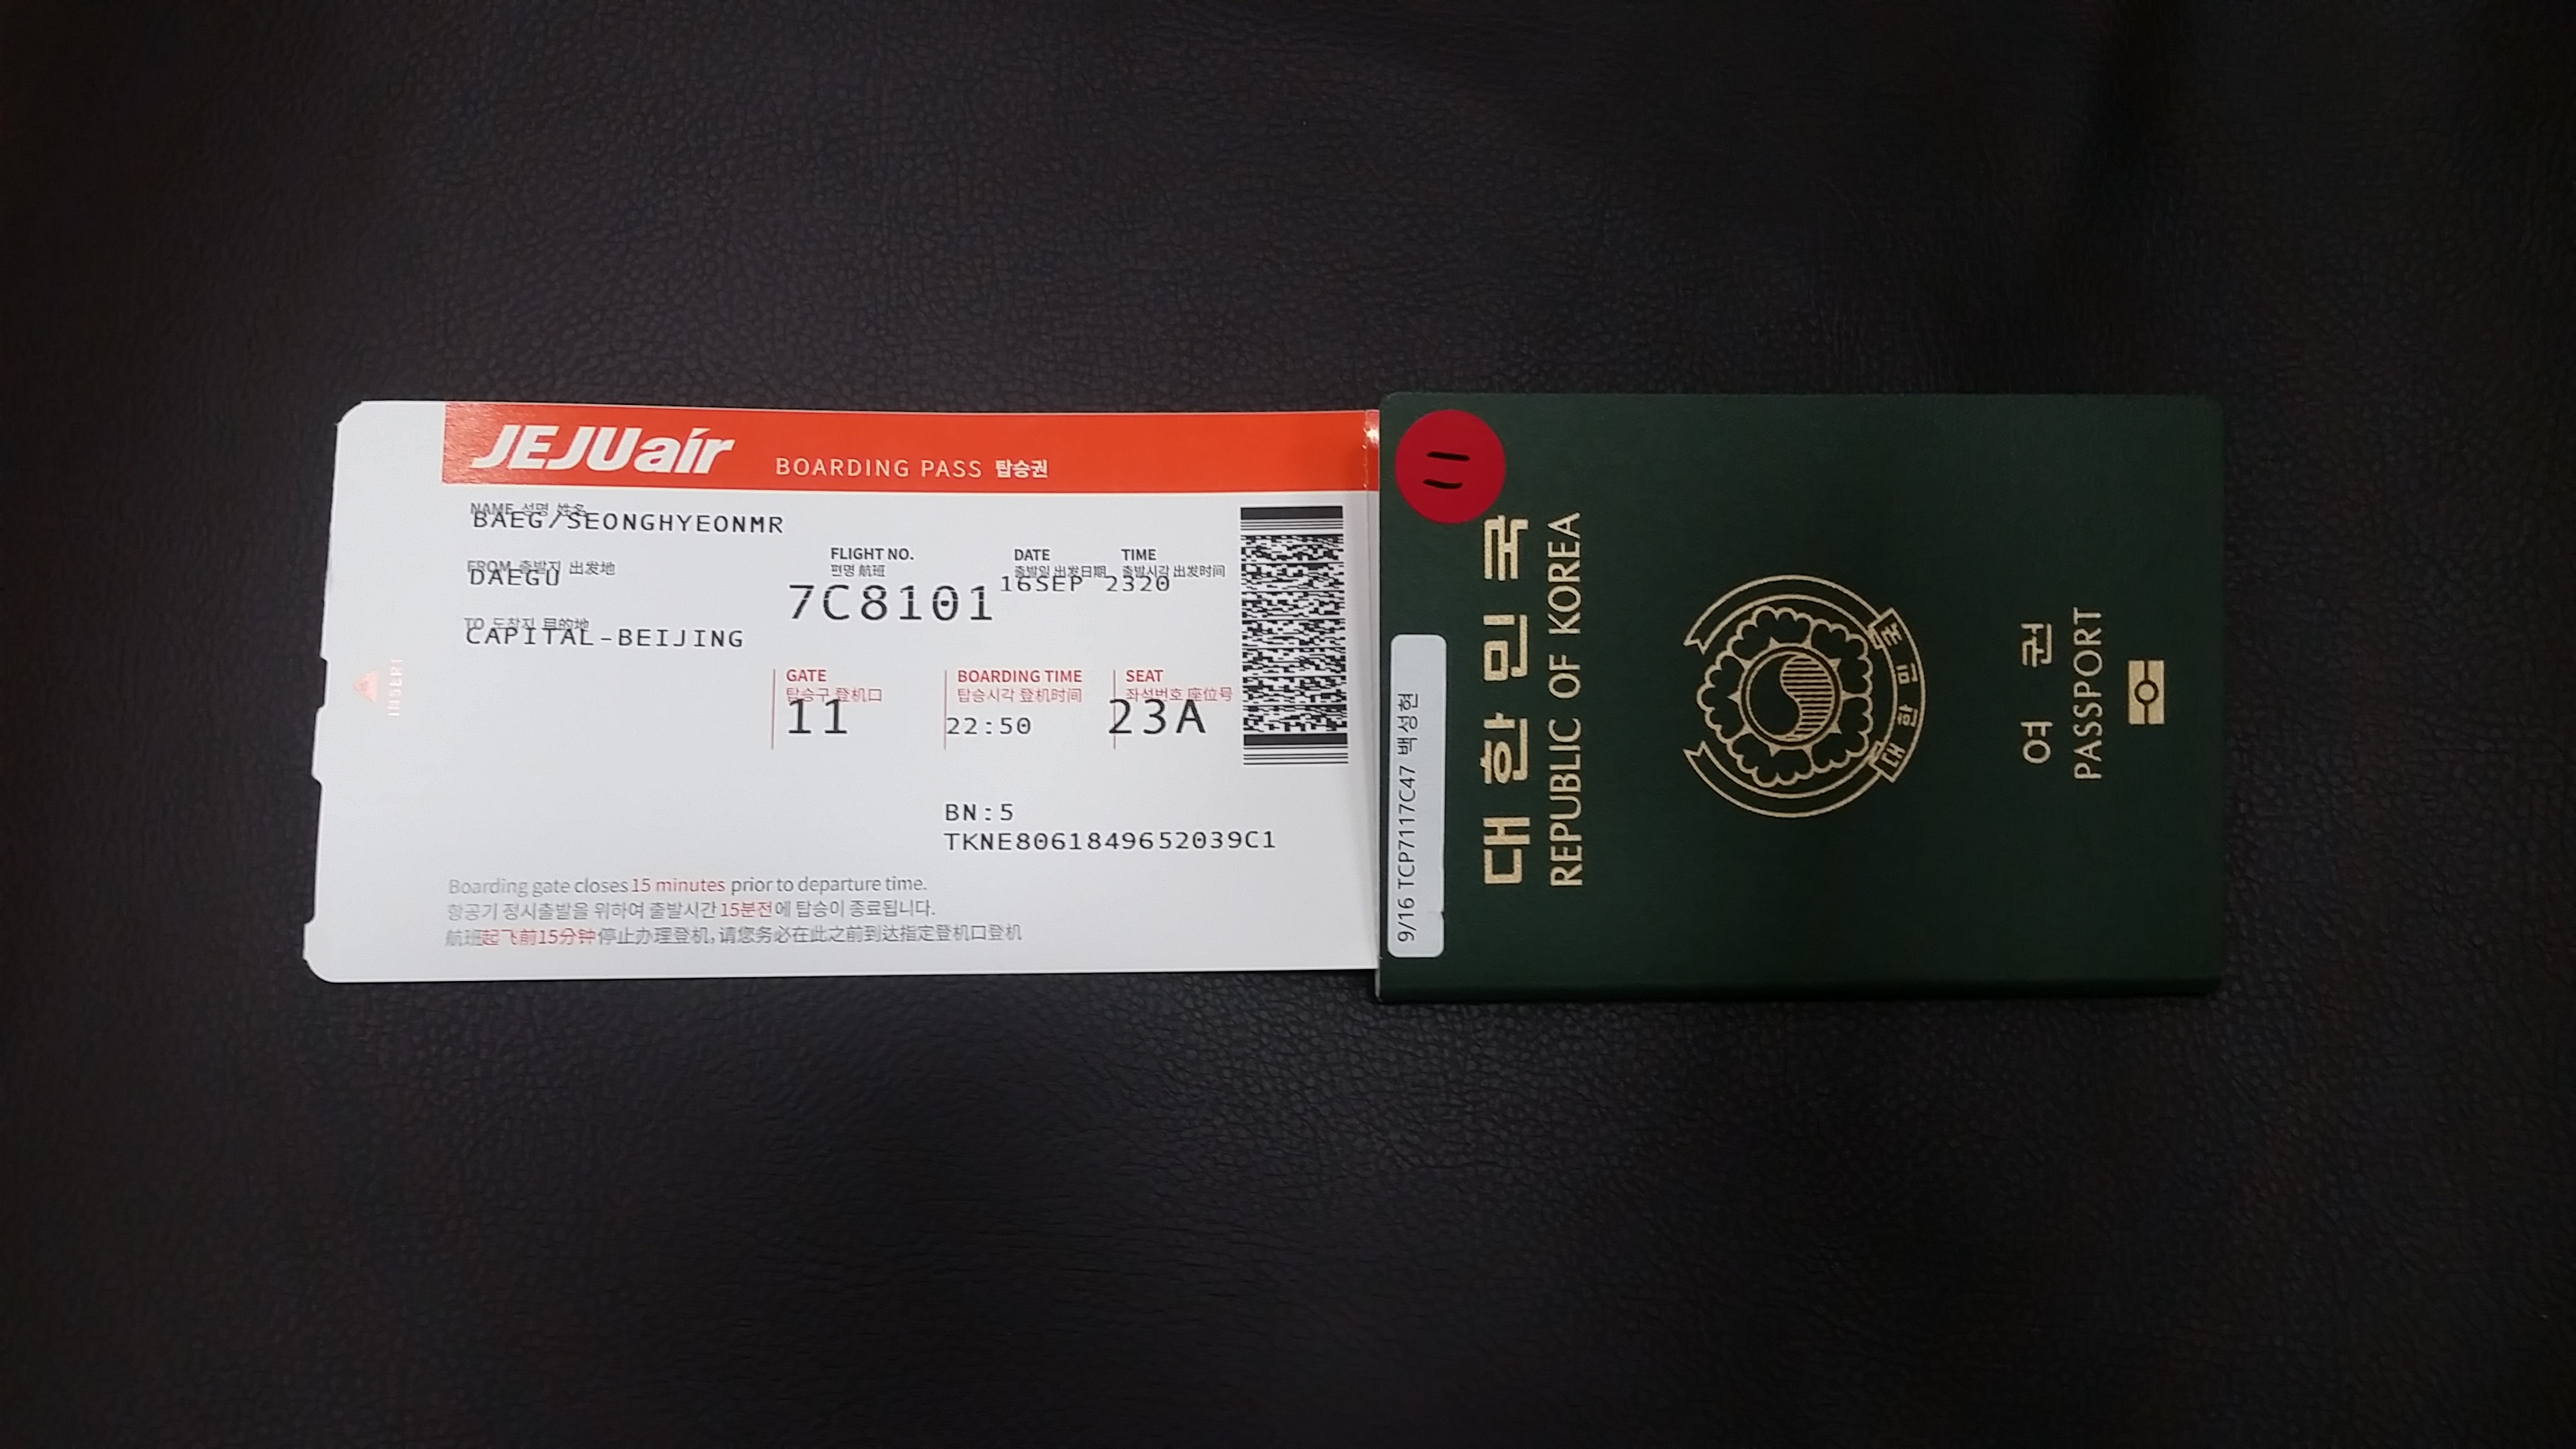 JEJUair BOARDING PASS 탑승권
NAME 성명 姓名
BAEG/SEONGHYEONMR
FROM 출발지 出发地
DAEGU
TO 도착지 目的地
CAPITAL-BEIJING
FLIGHT NO.
편명 航班
7C8101
DATE
출발일 出发日期
16SEP
TIME
출발시각 出发时间
2320
GATE
탑승구 登机口
11
BOARDING TIME
탑승시각 登机时间
22:50
SEAT
좌석번호 座位号
23A
BN:5
TKNE8061849652039C1
Boarding gate closes 15 minutes prior to departure time.
항공기 정시출발을 위하여 출발시간 15분전에 탑승이 종료됩니다.
航班起飞前15分钟停止办理登机,请您务必在此之前到达指定登机口登机
INSERT
11
9/16 TCP7117C47 백성현
대한민국
REPUBLIC OF KOREA
대한민국
여권
PASSPORT